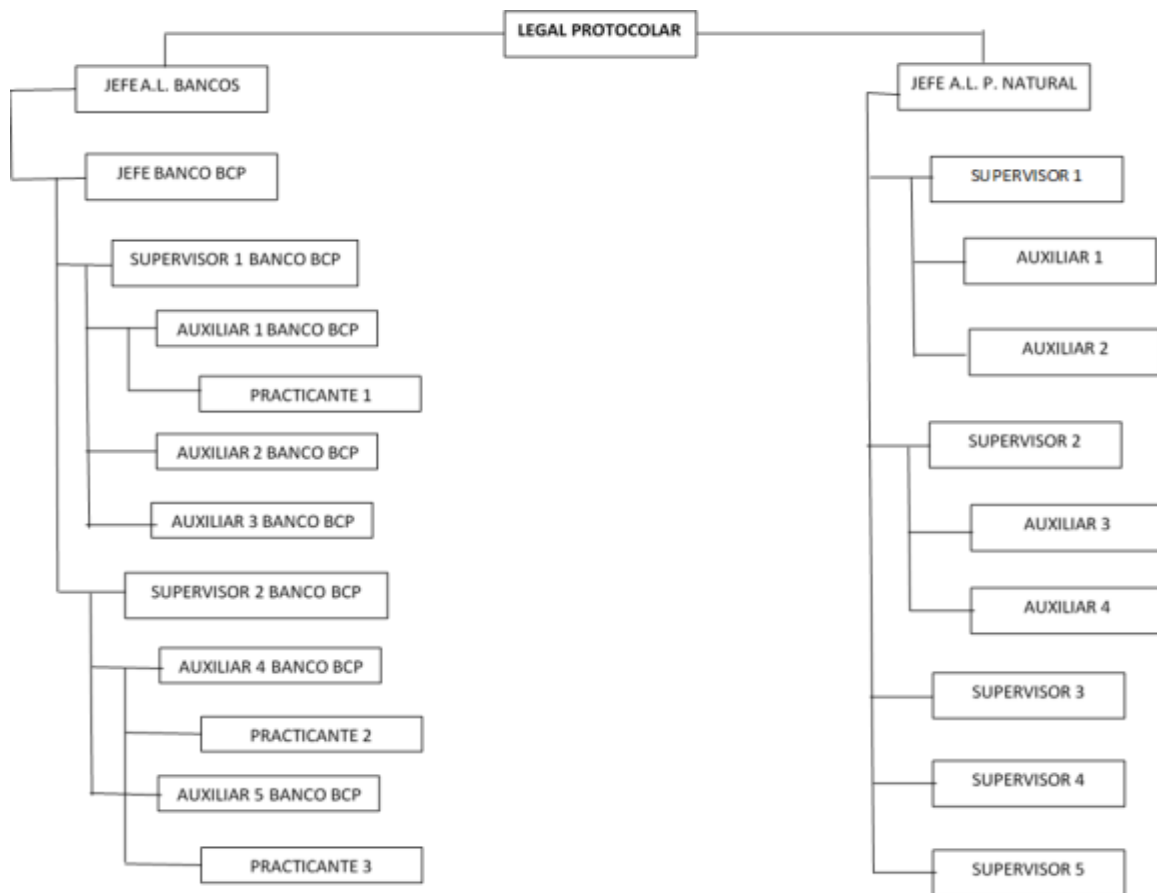 LEGAL PROTOCOLAR
JEFE A.L. BANCOS
JEFE BANCO BCP
SUPERVISOR 1 BANCO BCP
AUXILIAR 1 BANCO BCP
PRACTICANTE 1
AUXILIAR 2 BANCO BCP
AUXILIAR 3 BANCO BCP
SUPERVISOR 2 BANCO BCP
AUXILIAR 4 BANCO BCP
PRACTICANTE 2
AUXILIAR 5 BANCO BCP
PRACTICANTE 3
JEFE A.L. P. NATURAL
SUPERVISOR 1
AUXILIAR 1
AUXILIAR 2
SUPERVISOR 2
AUXILIAR 3
AUXILIAR 4
SUPERVISOR 3
SUPERVISOR 4
SUPERVISOR 5